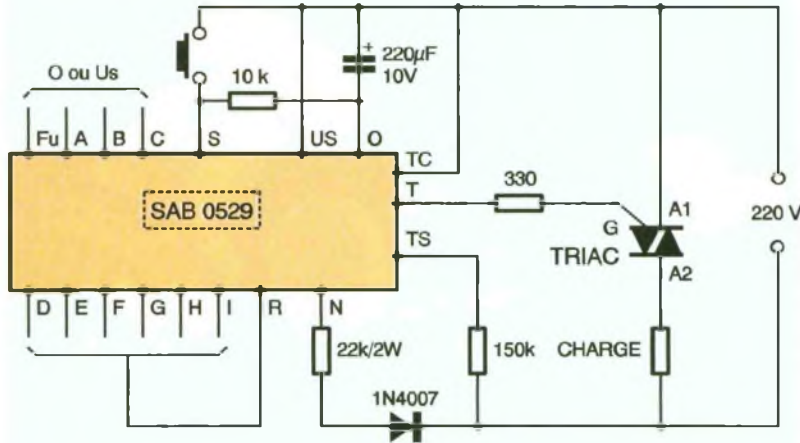 220µF
10V
O ou Us
10 k
Fu A B C S US O
TC
SAB 0529
T
330
A1
220 V
G
TRIAC
TS
A2
D E F G H I R N
22k/2W
150k
CHARGE
1N4007